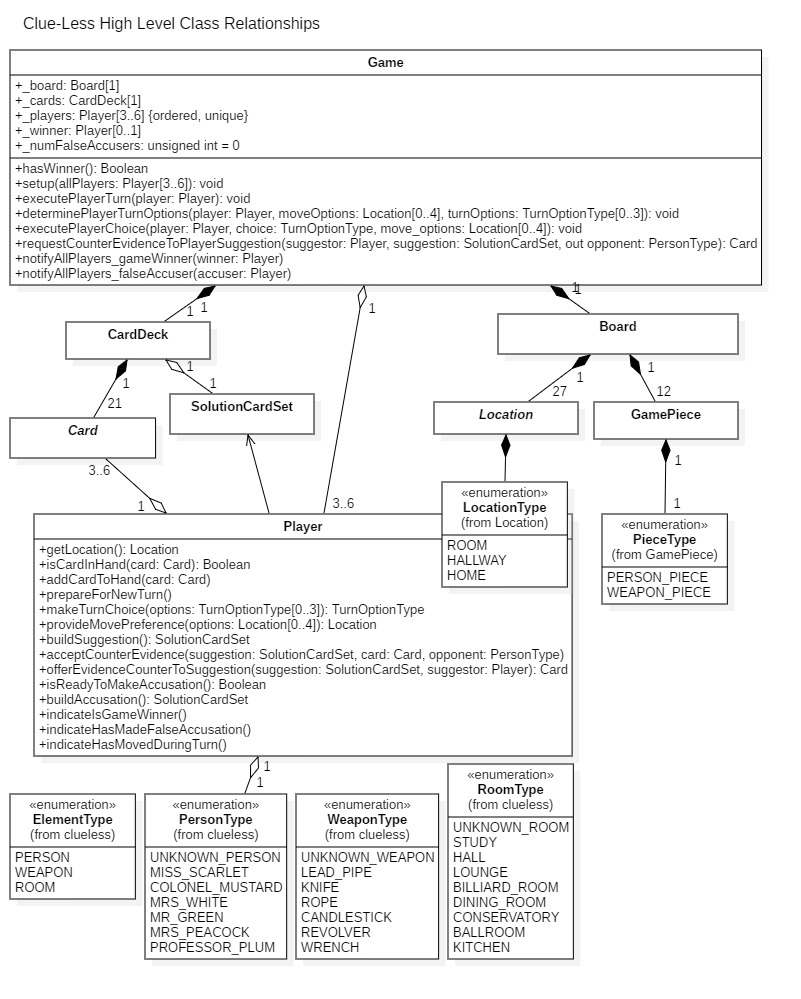 Clue-Less High Level Class Relationships
Game
+_board: Board[1]
+_cards: CardDeck[1]
+_players: Player[3..6] {ordered, unique}
+_winner: Player[0..1]
+_numFalseAccusers: unsigned int = 0
+hasWinner(): Boolean
+setup(allPlayers: Player[3..6]): void
+executePlayerTurn(player: Player): void
+determinePlayerTurnOptions(player: Player, moveOptions: Location[0..4], turnOptions: TurnOptionType[0..3]): void
+executePlayerChoice(player: Player, choice: TurnOptionType, move_options: Location[0..4]): void
+requestCounterEvidenceToPlayerSuggestion(suggestor: Player, suggestion: SolutionCardSet, out opponent: PersonType): Card
+notifyAllPlayers_gameWinner(winner: Player)
+notifyAllPlayers_falseAccuser(accuser: Player)
1
1
1
1
1
CardDeck
Board
1
1
1
1
1
1
21
27
12
SolutionCardSet
Location
GamePiece
Card
3..6
1
3..6
1
1
«enumeration»
LocationType
(from Location)
ROOM
HALLWAY
HOME
«enumeration»
PieceType
(from GamePiece)
PERSON_PIECE
WEAPON_PIECE
Player
+getLocation(): Location
+isCardInHand(card: Card): Boolean
+addCardToHand(card: Card)
+prepareForNewTurn()
+makeTurnChoice(options: TurnOptionType[0..3]): TurnOptionType
+provideMovePreference(options: Location[0..4]): Location
+buildSuggestion(): SolutionCardSet
+acceptCounterEvidence(suggestion: SolutionCardSet, card: Card, opponent: PersonType)
+offerEvidenceCounterToSuggestion(suggestion: SolutionCardSet, suggestor: Player): Card
+isReadyToMakeAccusation(): Boolean
+buildAccusation(): SolutionCardSet
+indicateIsGameWinner()
+indicateHasMadeFalseAccusation()
+indicateHasMovedDuringTurn()
1
1
«enumeration»
ElementType
(from clueless)
PERSON
WEAPON
ROOM
«enumeration»
PersonType
(from clueless)
UNKNOWN_PERSON
MISS_SCARLET
COLONEL_MUSTARD
MRS_WHITE
MR_GREEN
MRS_PEACOCK
PROFESSOR_PLUM
«enumeration»
WeaponType
(from clueless)
UNKNOWN_WEAPON
LEAD_PIPE
KNIFE
ROPE
CANDLESTICK
REVOLVER
WRENCH
«enumeration»
RoomType
(from clueless)
UNKNOWN_ROOM
STUDY
HALL
LOUNGE
BILLIARD_ROOM
DINING_ROOM
CONSERVATORY
BALLROOM
KITCHEN